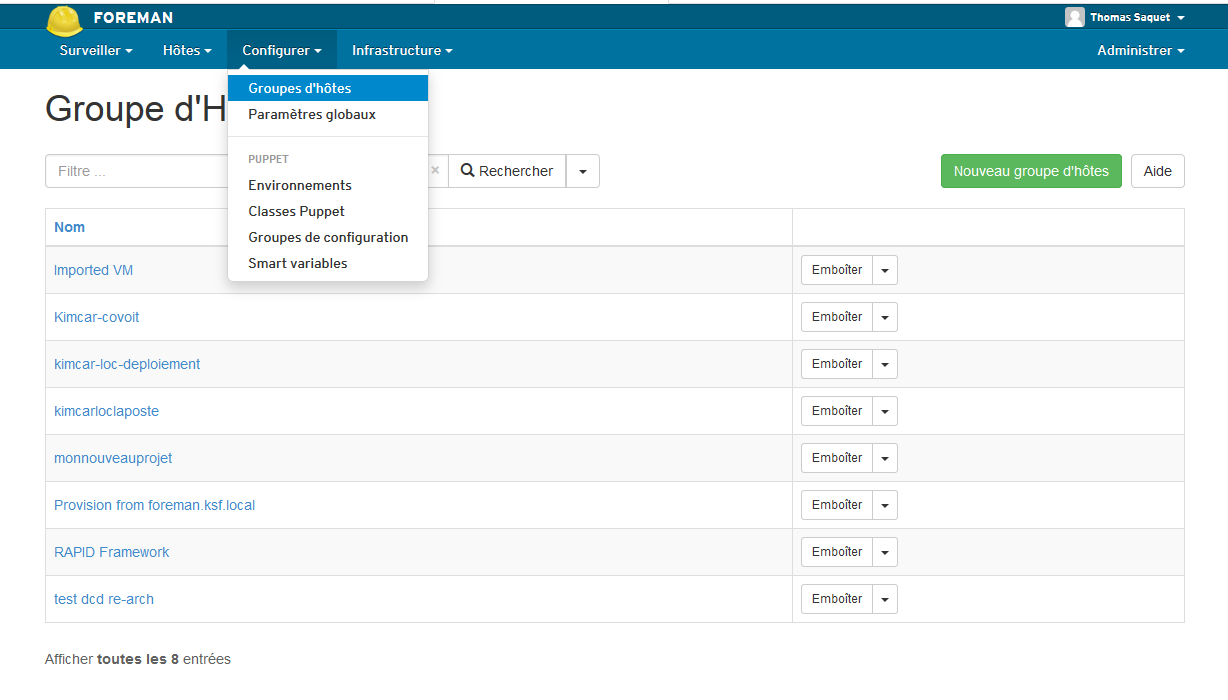 FOREMAN
Thomas Saquet
Surveiller
Hôtes
Configurer
Infrastructure
Administrer
Groupes d'hôtes
Paramètres globaux
PUPPET
Environnements
Classes Puppet
Groupes de configuration
Smart variables
Groupe d'H
Filtre ...
× Rechercher
Nouveau groupe d'hôtes
Aide
Nom
Imported VM Emboîter
Kimcar-covoit Emboîter
kimcar-loc-deploiement Emboîter
kimcarloclaposte Emboîter
monnouveauprojet Emboîter
Provision from foreman.ksf.local Emboîter
RAPID Framework Emboîter
test dcd re-arch Emboîter
Afficher toutes les 8 entrées